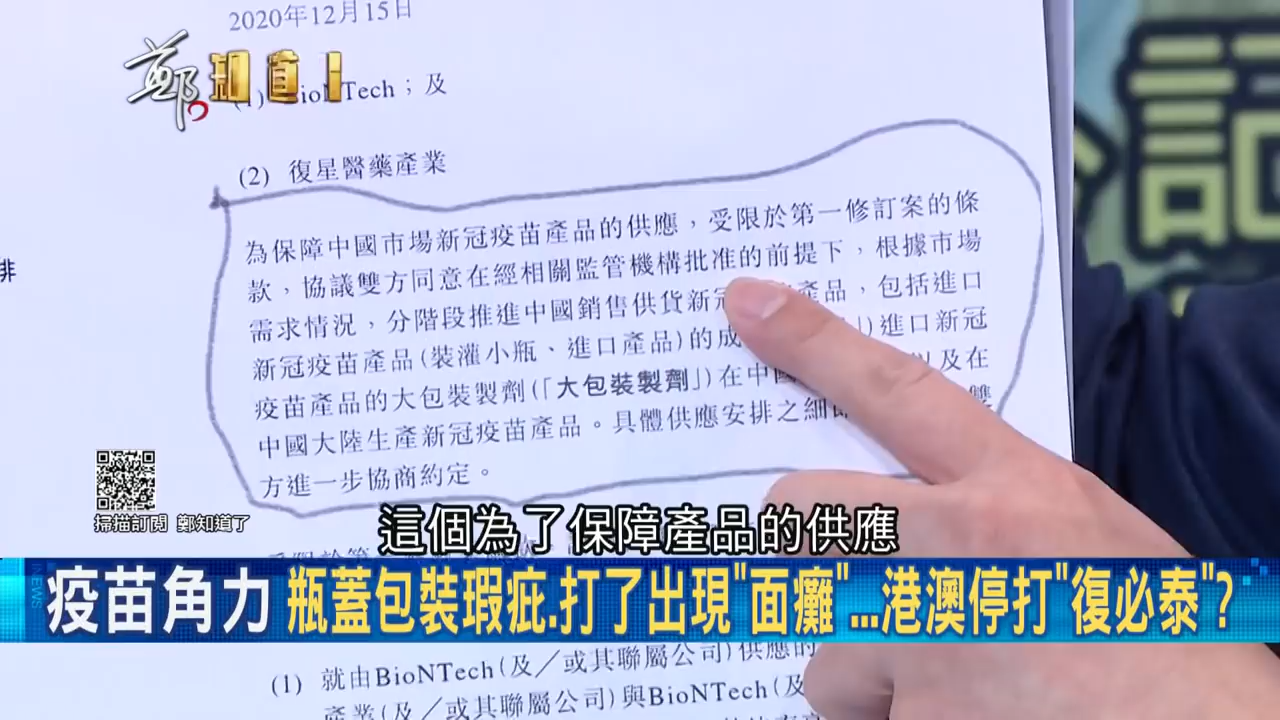 2020年12月15日
鄭知道了
(1) BioNTech；及
(2) 復星醫藥產業
記
排
為保障中國市場新冠疫苗產品的供應，受限於第一修訂案的條
款，協議雙方同意在經相關監管機構批准的前提下，根據市場
需求情況，分階段推進中國銷售供貨新冠 產品，包括進口
新冠疫苗產品(裝灌小瓶、進口產品)的成 」)進口新冠
疫苗產品的大包裝製劑(「大包裝製劑」)在中 以及在
中國大陸生產新冠疫苗產品。具體供應安排之細 雙
方進一步協商約定。
掃描訂閱 鄭知道了
這個為了保障產品的供應
iNEWS
疫苗角力 瓶蓋包裝瑕疵.打了出現"面癱"...港澳停打"復必泰"?
(1) 就由BioNTech(及／或其聯屬公司)供應的
產業(及／或其聯屬公司)與BioNTech(及